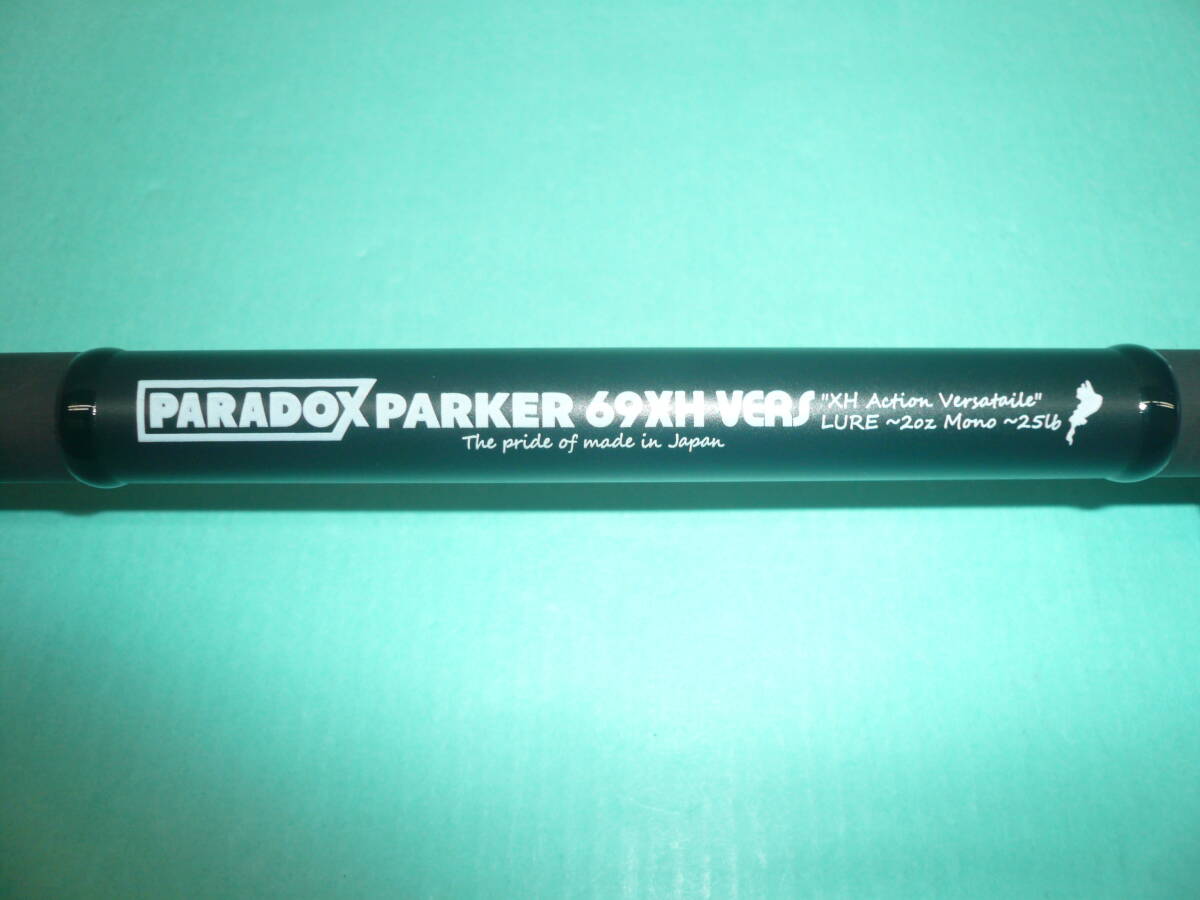 PARADOX PARKER 69XH VERS
The pride of made in Japan
"XH Action Versataile"
LURE ~2oz Mono ~25lb